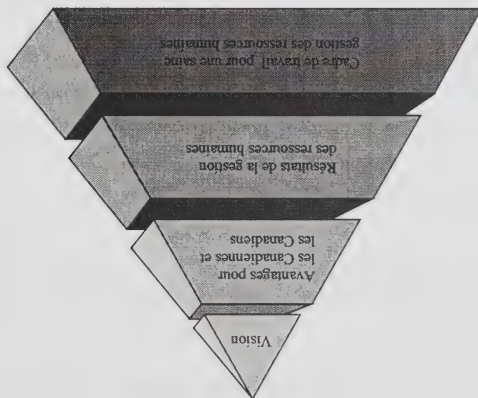 Vision
Avantages pour
les Canadiennes et
les Canadiens
Résultats de la gestion
des ressources humaines
Cadre de travail pour une saine
gestion des ressources humaines